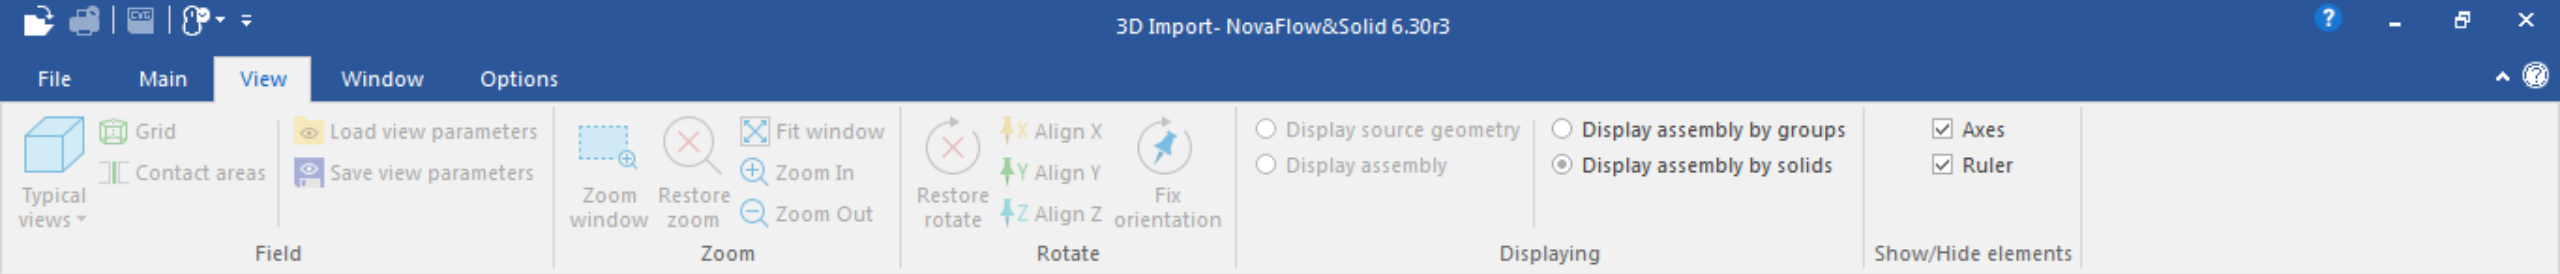 3D Import- NovaFlow&Solid 6.30r3
File Main View Window Options
Typical views
Grid
Contact areas
Load view parameters
Save view parameters
Field
Zoom window
Restore zoom
Fit window
Zoom In
Zoom Out
Zoom
Restore rotate
X Align X
Y Align Y
Z Align Z
Fix orientation
Rotate
Display source geometry
Display assembly
Display assembly by groups
Display assembly by solids
Displaying
Axes
Ruler
Show/Hide elements